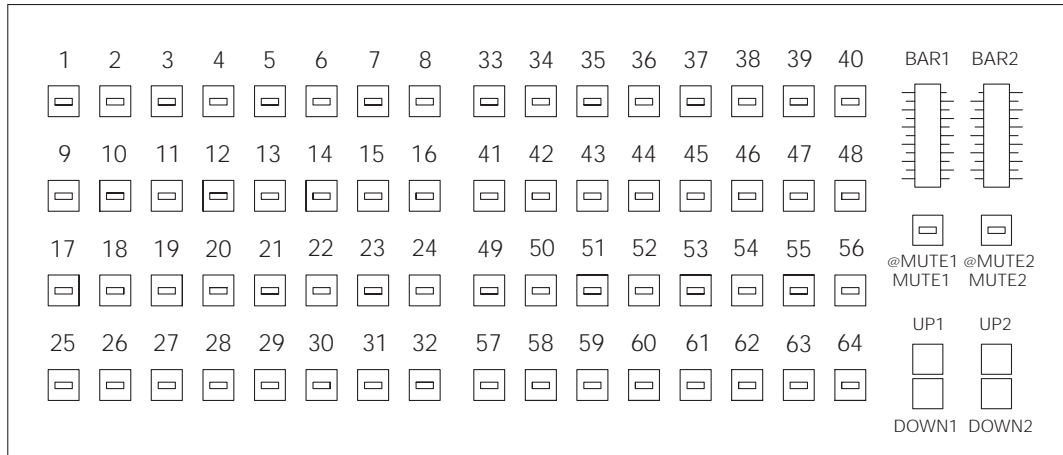 1 2 3 4 5 6 7 8 33 34 35 36 37 38 39 40 BAR1 BAR2
9 10 11 12 13 14 15 16 41 42 43 44 45 46 47 48
17 18 19 20 21 22 23 24 49 50 51 52 53 54 55 56 @MUTE1 @MUTE2
MUTE1 MUTE2
UP1 UP2
25 26 27 28 29 30 31 32 57 58 59 60 61 62 63 64
DOWN1 DOWN2